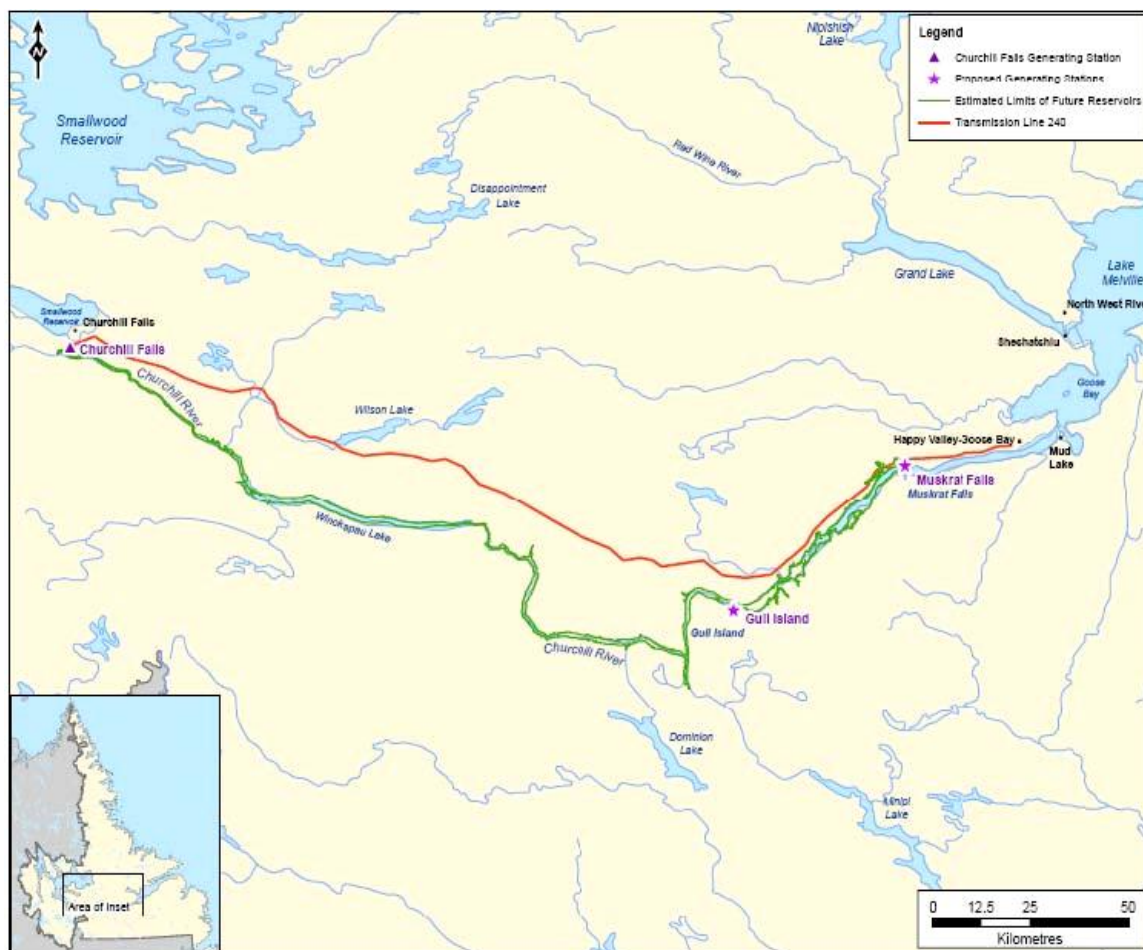 N
Nipishish
Lake
Smallwood
Reservoir
Legend
Churchill Falls Generating Station
Proposed Generating Stations
Estimated Limits of Future Reservoirs
Transmission Line 240
Red Wine River
Disappointment
Lake
Grand Lake
Lake
Melville
North West Rive
Sheshatchiu
Smallwood
Reservoir
Churchill Falls
Churchill Falls
Churchill River
Wilson Lake
Goose
Bay
Happy Valley-Goose Bay
Mud
Lake
Muskrat Falls
Muskrat Falls
Winokapau Lake
Gull Island
Gull Island
Churchill River
Dominion
Lake
Minipi
Lake
Area of Inset
0 12.5 25 50
Kilometres